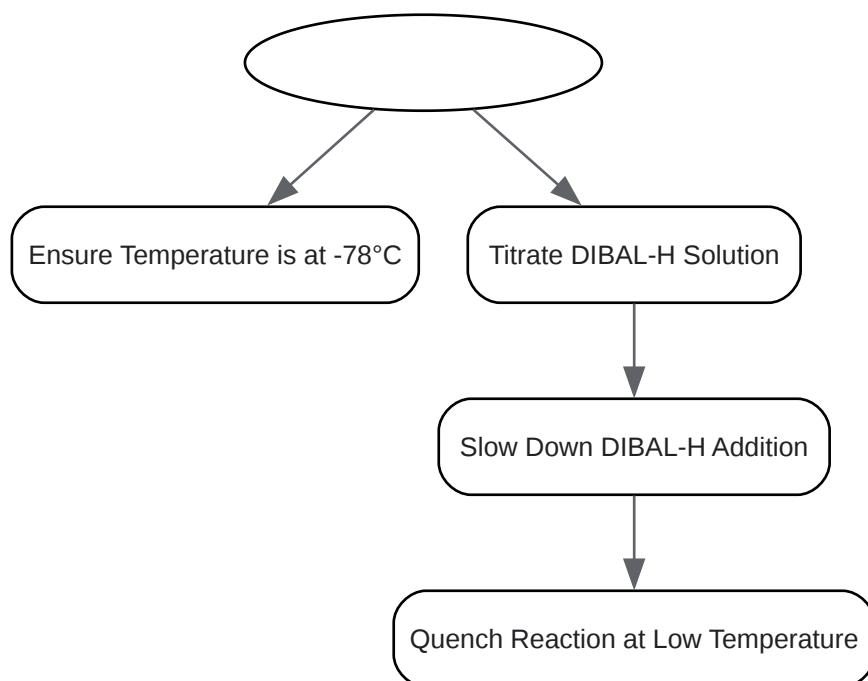 Ensure Temperature is at -78°C
Titrate DIBAL-H Solution
Slow Down DIBAL-H Addition
Quench Reaction at Low Temperature